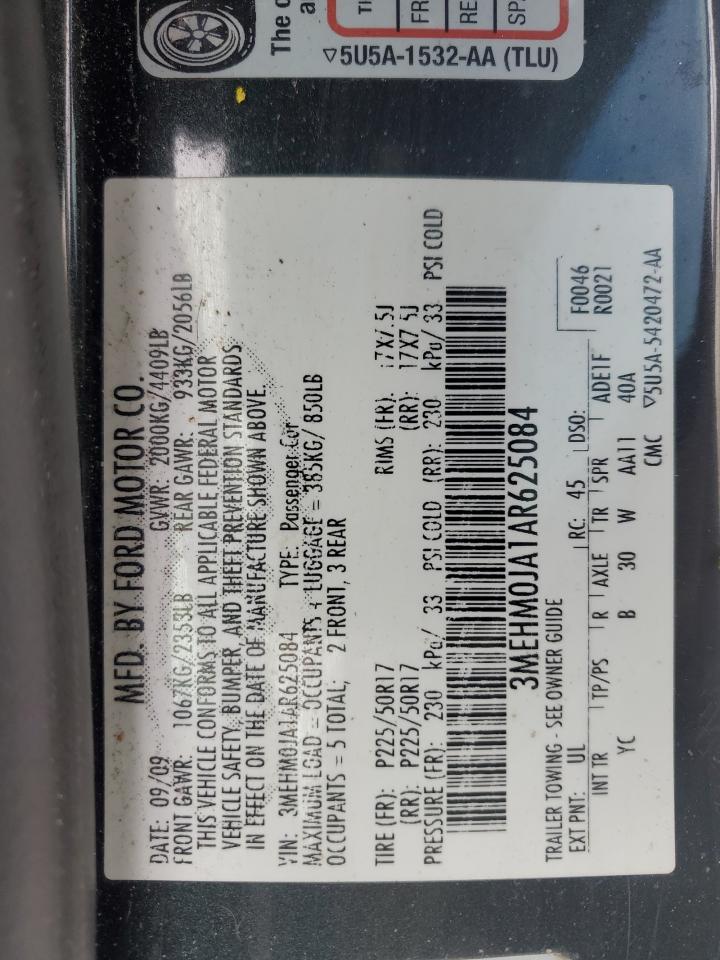 The
TI
FR
RE
SP
▽5U5A-1532-AA (TLU)
MFD. BY FORD MOTOR CO.
DATE: 09/09 GVWR: 2000KG/4409LB
FRONT GAWR: 1067KG/2353LB REAR GAWR: 933KG/2056LB
THIS VEHICLE CONFORMS TO ALL APPLICABLE FEDERAL MOTOR
VEHICLE SAFETY, BUMPER, AND THEFT PREVENTION STANDARDS
IN EFFECT ON THE DATE OF MANUFACTURE SHOWN ABOVE.
VIN: 3MEHM0JA1AR625084 TYPE: Passenger Car
MAXIMUM LOAD = OCCUPANTS + LUGGAGE = 385KG/ 850LB
OCCUPANTS = 5 TOTAL, 2 FRONT, 3 REAR
TIRE (FR): P225/50R17 RIMS (FR): 17X7.5J
(RR): P225/50R17 (RR): 17X7.5J
PRESSURE (FR): 230 kPa/ 33 PSI COLD (RR): 230 kPa/ 33 PSI COLD
3MEHM0JA1AR625084
TRAILER TOWING - SEE OWNER GUIDE
EXT PNT: UL RC: 45 DSO: F0046
R0021
INT TR TP/PS R AXLE TR SPR ADE1F
YC B 30 W AA11 40A
CMC ▽5U5A-5420472-AA